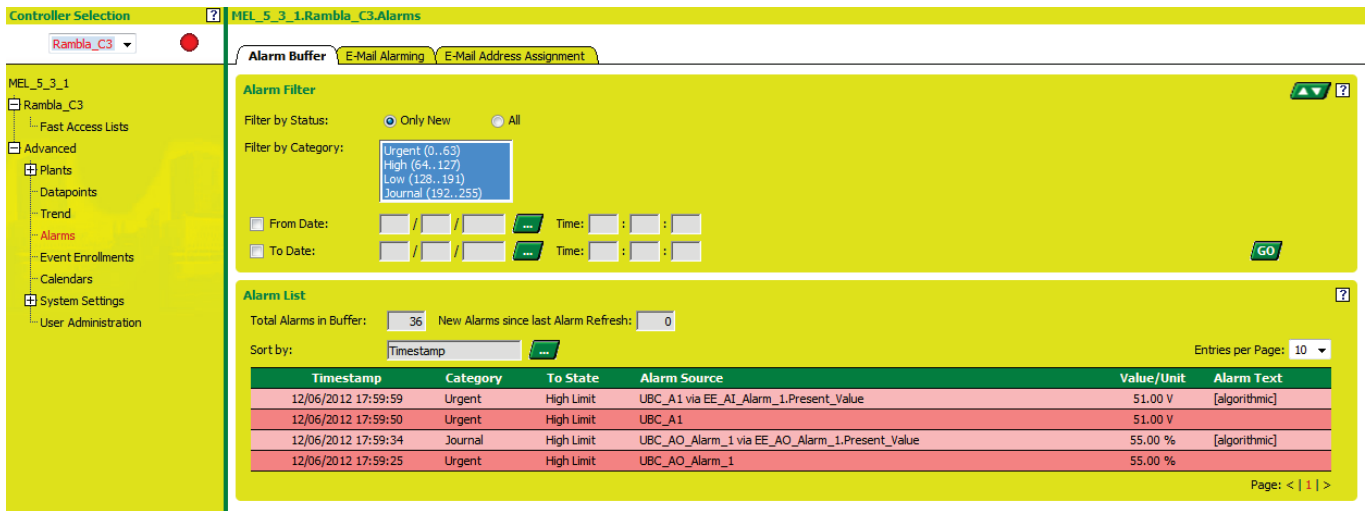 Controller Selection ?
Rambla_C3
MEL_5_3_1
Rambla_C3
Fast Access Lists
Advanced
Plants
Datapoints
Trend
Alarms
Event Enrollments
Calendars
System Settings
User Administration
MEL_5_3_1.Rambla_C3.Alarms
Alarm Buffer E-Mail Alarming E-Mail Address Assignment
Alarm Filter ?
Filter by Status: Only New All
Filter by Category: Urgent (0..63)
High (64..127)
Low (128..191)
Journal (192..255)
From Date: / / ... Time: : :
To Date: / / ... Time: : : GO
Alarm List ?
Total Alarms in Buffer: 36 New Alarms since last Alarm Refresh: 0
Sort by: Timestamp ... Entries per Page: 10
Timestamp Category To State Alarm Source Value/Unit Alarm Text
12/06/2012 17:59:59 Urgent High Limit UBC_A1 via EE_AI_Alarm_1.Present_Value 51.00 V [algorithmic]
12/06/2012 17:59:50 Urgent High Limit UBC_A1 51.00 V
12/06/2012 17:59:34 Journal High Limit UBC_AO_Alarm_1 via EE_AO_Alarm_1.Present_Value 55.00 % [algorithmic]
12/06/2012 17:59:25 Urgent High Limit UBC_AO_Alarm_1 55.00 %
Page: < | 1 | >